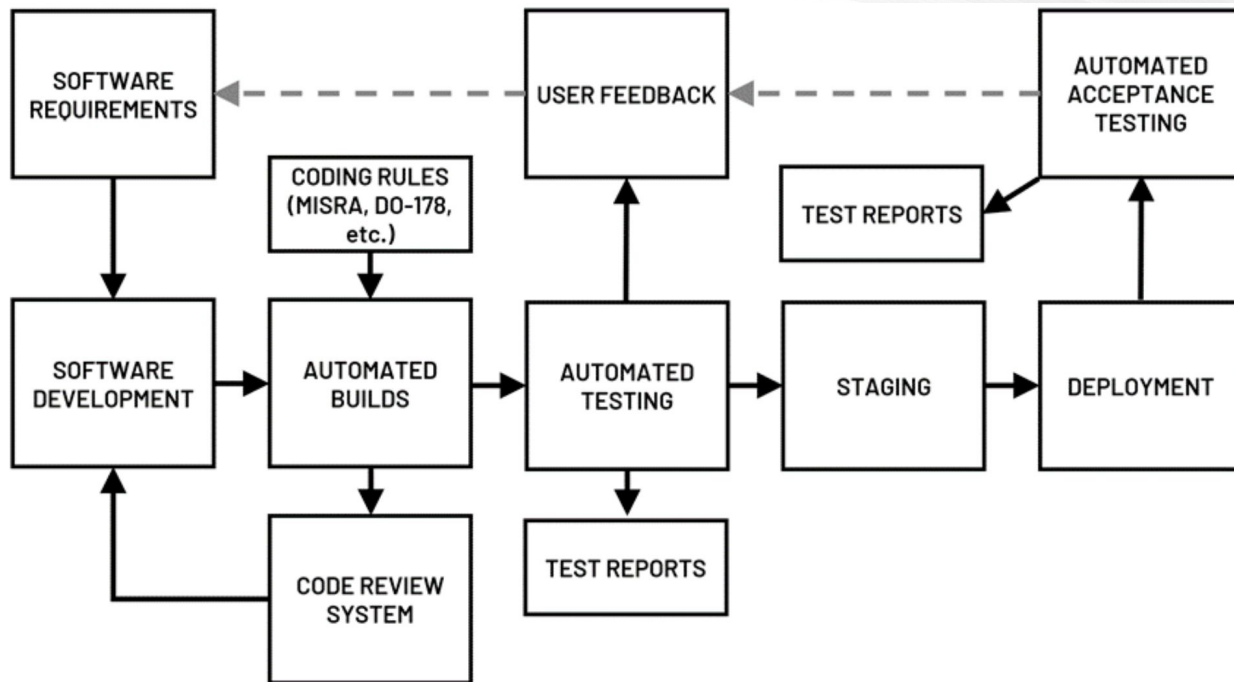 SOFTWARE
REQUIREMENTS
USER FEEDBACK
AUTOMATED
ACCEPTANCE
TESTING
CODING RULES
(MISRA, DO-178,
etc.)
TEST REPORTS
SOFTWARE
DEVELOPMENT
AUTOMATED
BUILDS
AUTOMATED
TESTING
STAGING
DEPLOYMENT
CODE REVIEW
SYSTEM
TEST REPORTS